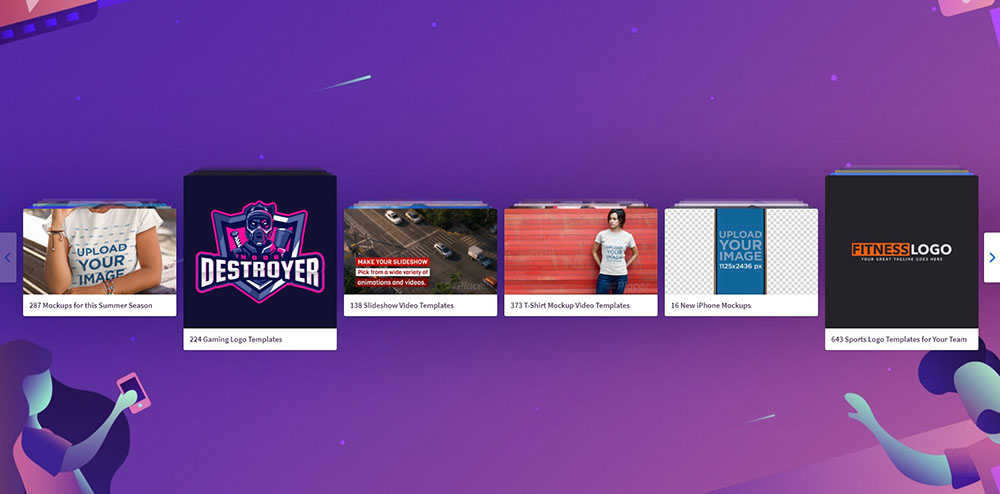 UPLOAD
YOUR
IMAGE
287 Mockups for this Summer Season
DESTROYER
224 Gaming Logo Templates
MAKE YOUR SLIDESHOW
Pick from a wide variety of
animations and videos.
138 Slideshow Video Templates
UPLOAD
YOUR
IMAGE
373 T-Shirt Mockup Video Templates
UPLOAD
YOUR
IMAGE
1125x2436 px
16 New iPhone Mockups
FITNESSLOGO
YOUR GREAT TAGLINE GOES HERE
643 Sports Logo Templates for Your Team